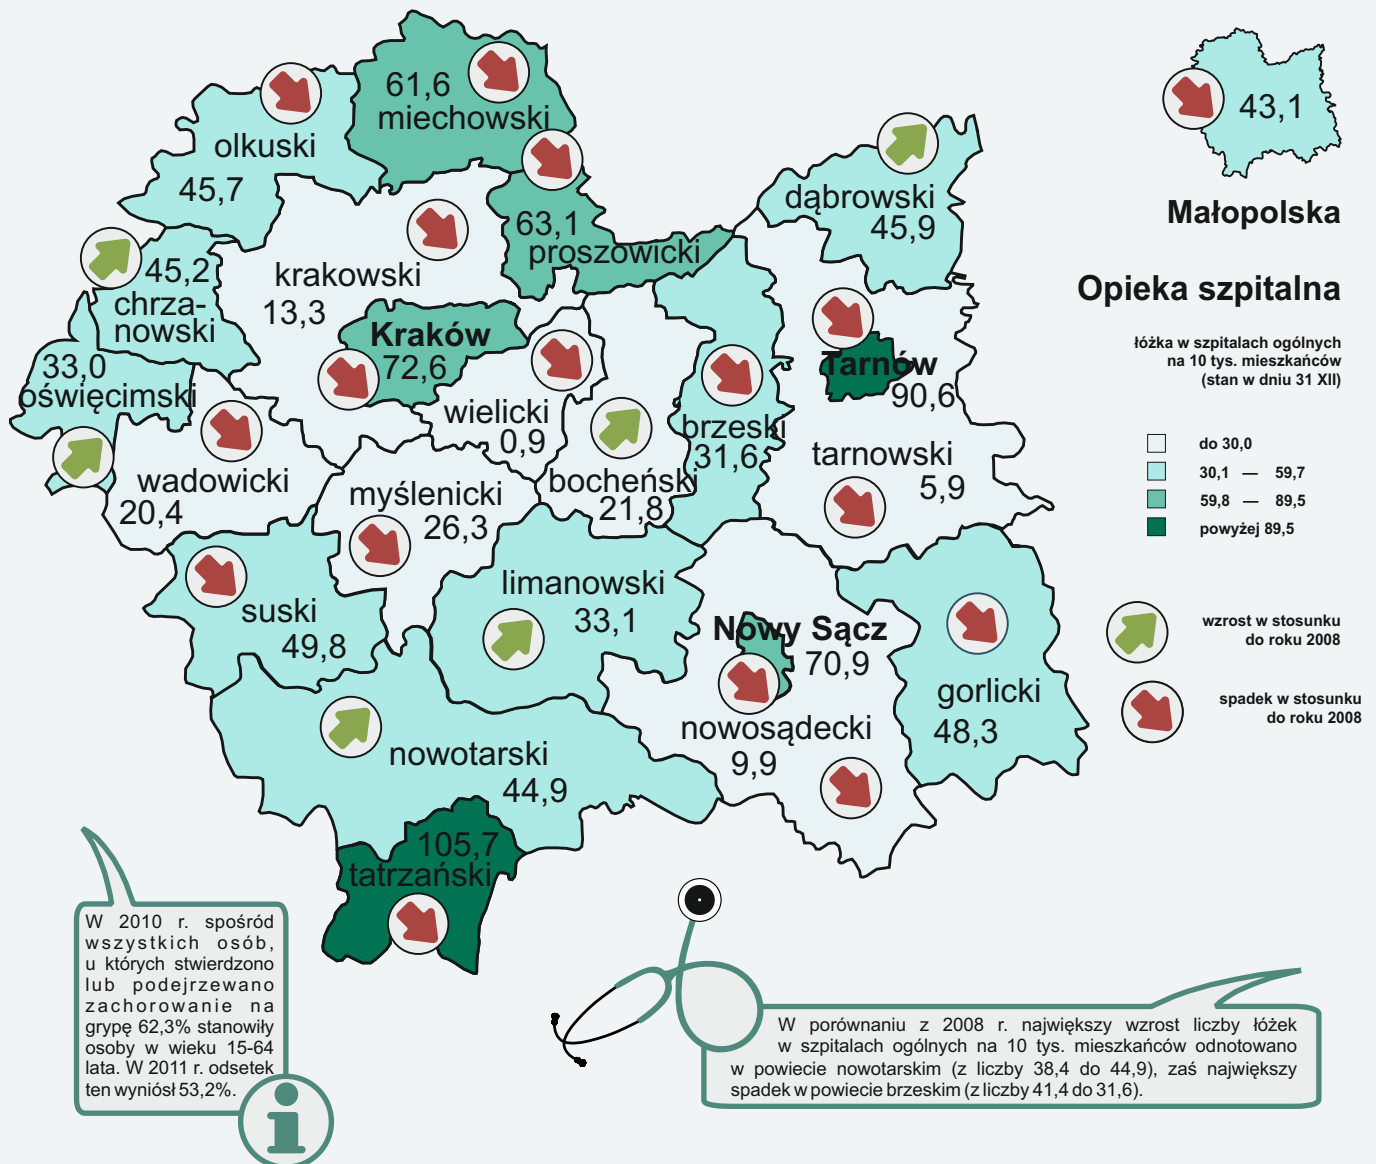 61,6
miechowski
43,1
olkuski
45,7
dąbrowski
45,9
Małopolska
63,1
proszowicki
45,2
chrza-
nowski
krakowski
13,3
Opieka szpitalna
łóżka w szpitalach ogólnych
na 10 tys. mieszkańców
(stan w dniu 31 XII)
Kraków
72,6
Tarnów
90,6
33,0
oświęcimski
wielicki
0,9
brzeski
31,6
do 30,0
30,1 — 59,7
59,8 — 89,5
powyżej 89,5
wadowicki
20,4
myślenicki
26,3
bocheński
21,8
tarnowski
5,9
suski
49,8
limanowski
33,1
Nowy Sącz
70,9
wzrost w stosunku
do roku 2008
gorlicki
48,3
spadek w stosunku
do roku 2008
nowosądecki
9,9
nowotarski
44,9
105,7
tatrzański
W 2010 r. spośród
wszystkich osób,
u których stwierdzono
lub podejrzewano
zachorowanie na
grypę 62,3% stanowiły
osoby w wieku 15-64
lata. W 2011 r. odsetek
ten wyniósł 53,2%.
W porównaniu z 2008 r. największy wzrost liczby łóżek
w szpitalach ogólnych na 10 tys. mieszkańców odnotowano
w powiecie nowotarskim (z liczby 38,4 do 44,9), zaś największy
spadek w powiecie brzeskim (z liczby 41,4 do 31,6).